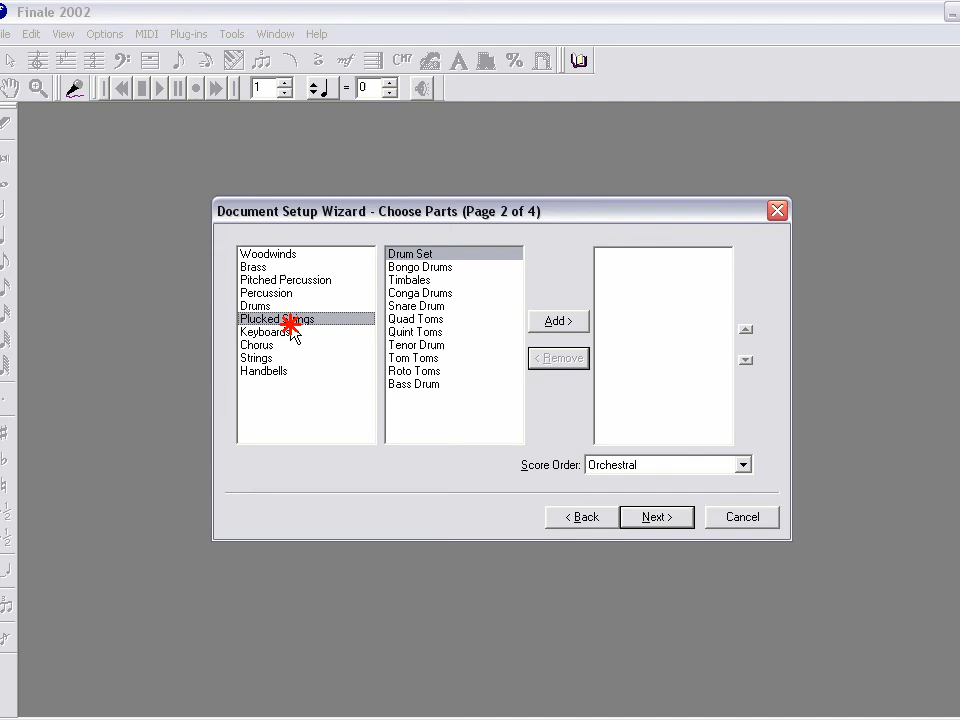 Finale 2002
ile Edit View Options MIDI Plug-ins Tools Window Help
mf CM7 A %
1 = 0
Document Setup Wizard - Choose Parts (Page 2 of 4)
Woodwinds
Brass
Pitched Percussion
Percussion
Drums
Plucked Strings
Keyboards
Chorus
Strings
Handbells
Drum Set
Bongo Drums
Timbales
Conga Drums
Snare Drum
Quad Toms
Quint Toms
Tenor Drum
Tom Toms
Roto Toms
Bass Drum
Add >
< Remove
Score Order: Orchestral
< Back Next > Cancel